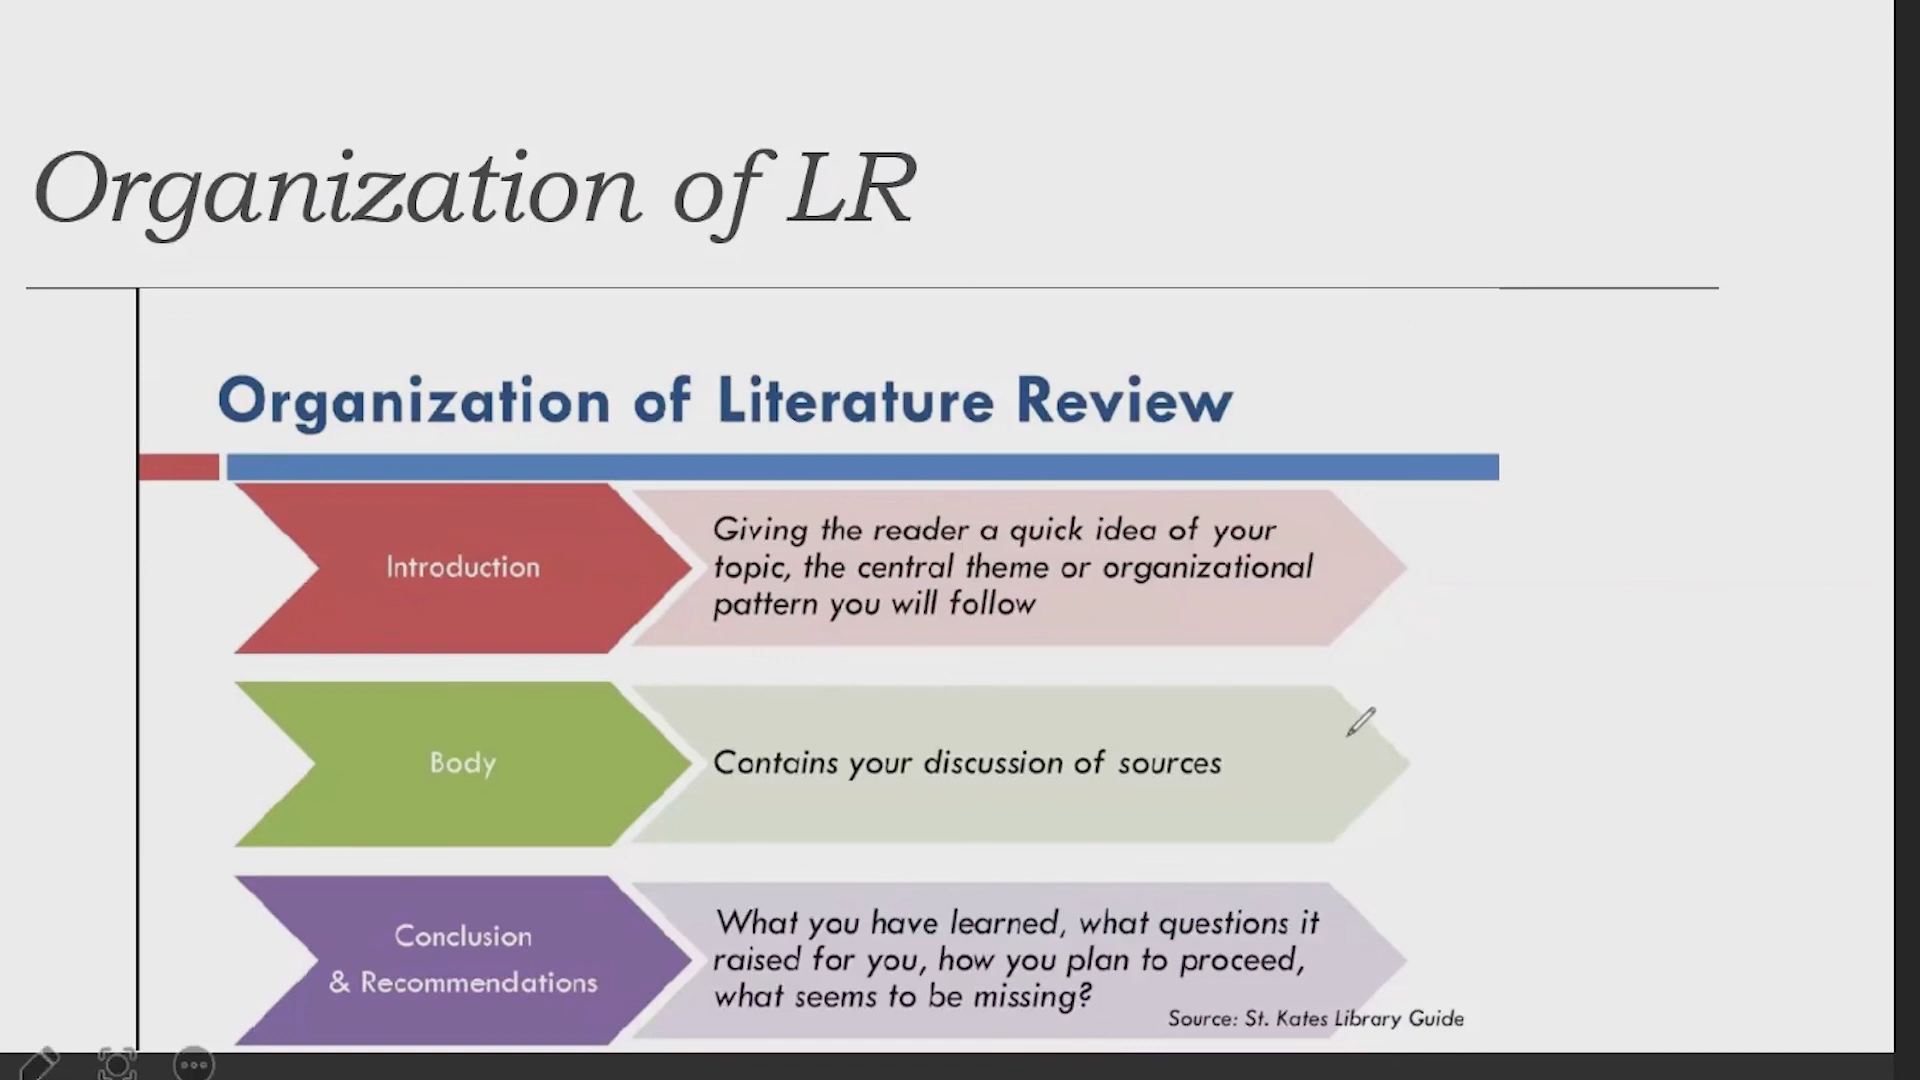 Organization of LR
Organization of Literature Review
Introduction
Giving the reader a quick idea of your
topic, the central theme or organizational
pattern you will follow
Body
Contains your discussion of sources
Conclusion
& Recommendations
What you have learned, what questions it
raised for you, how you plan to proceed,
what seems to be missing?
Source: St. Kates Library Guide